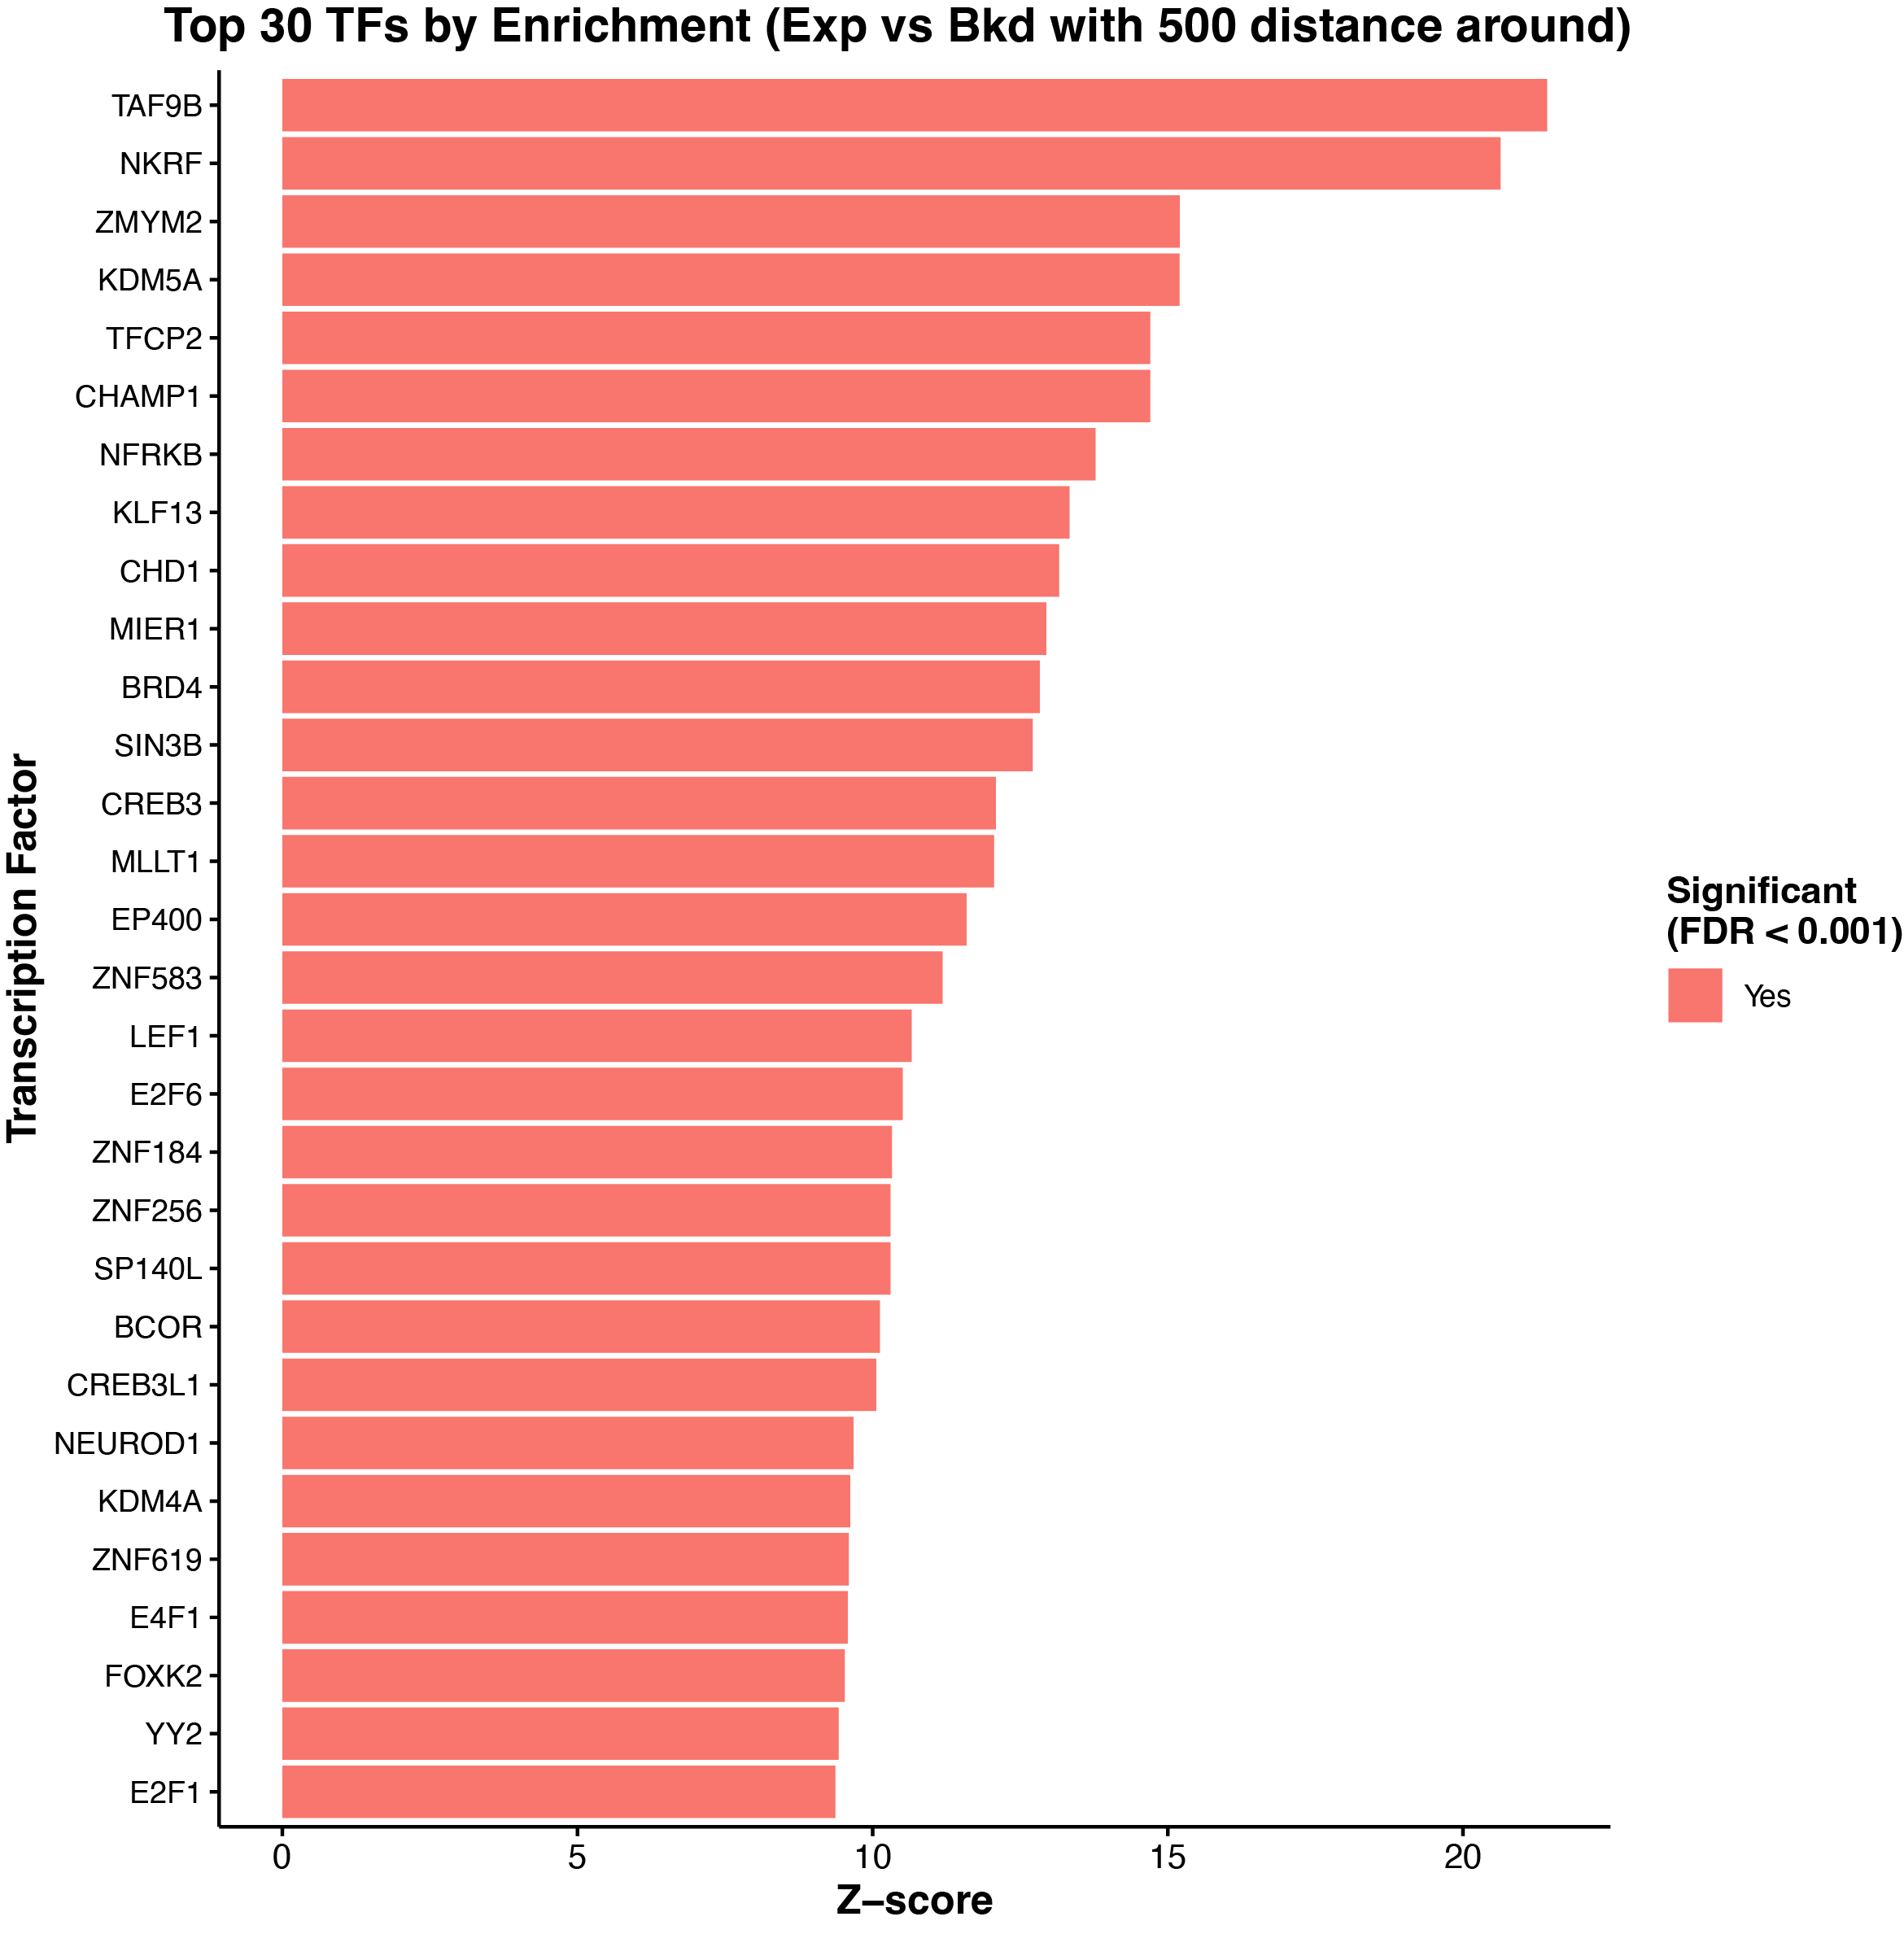 Top 30 TFs by Enrichment (Exp vs Bkd with 500 distance around)
Transcription Factor
TAF9B
NKRF
ZMYM2
KDM5A
TFCP2
CHAMP1
NFRKB
KLF13
CHD1
MIER1
BRD4
SIN3B
CREB3
MLLT1
EP400
ZNF583
LEF1
E2F6
ZNF184
ZNF256
SP140L
BCOR
CREB3L1
NEUROD1
KDM4A
ZNF619
E4F1
FOXK2
YY2
E2F1
0 5 10 15 20
Z−score
Significant
(FDR < 0.001)
Yes